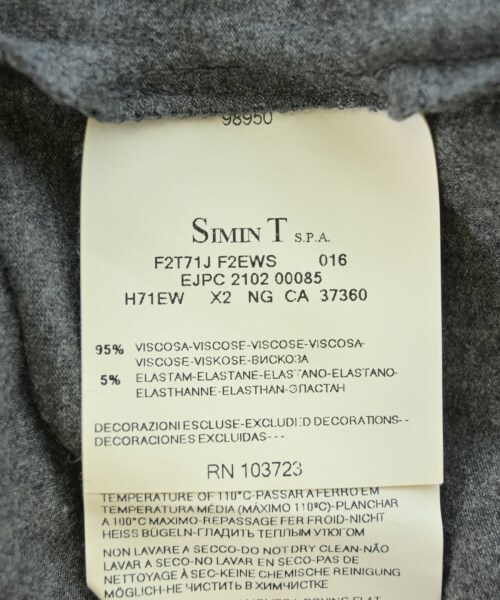 98950
SIMIN T S.P.A.
F2T71J F2EWS 016
EJPC 2102 00085
H71EW X2 NG CA 37360
95% VISCOSA-VISCOSE-VISCOSE-VISCOSA-
VISCOSE-VISKOSE-ВИСКОЗА
5% ELASTAM-ELASTANE-ELASTANO-ELASTANO-
ELASTHANNE-ELASTHAN-ЭЛАСТАН
DECORAZIONI ESCLUSE-EXCLUDED DECORATIONS--
DECORACIONES EXCLUIDAS---
RN 103723
TEMPERATURE OF 110°C-PASSAR A FERRO EM
TEMPERATURA MÉDIA (MÁXIMO 110ºC)-PLANCHAR
A 100°C MAXIMO-REPASSAGE FER FROID-NICHT
HEISS BÜGELN-ГЛАДИТЬ ТЕПЛЫМ УТЮГОМ
NON LAVARE A SECCO-DO NOT DRY CLEAN-NÃO
LAVAR A SECO-NO LAVAR EN SECO-PAS DE
NETTOYAGE À SEC-KEINE CHEMISCHE REINIGUNG
MÖGLICH-НЕ ЧИСТИТЬ В ХИМЧИСТКЕ